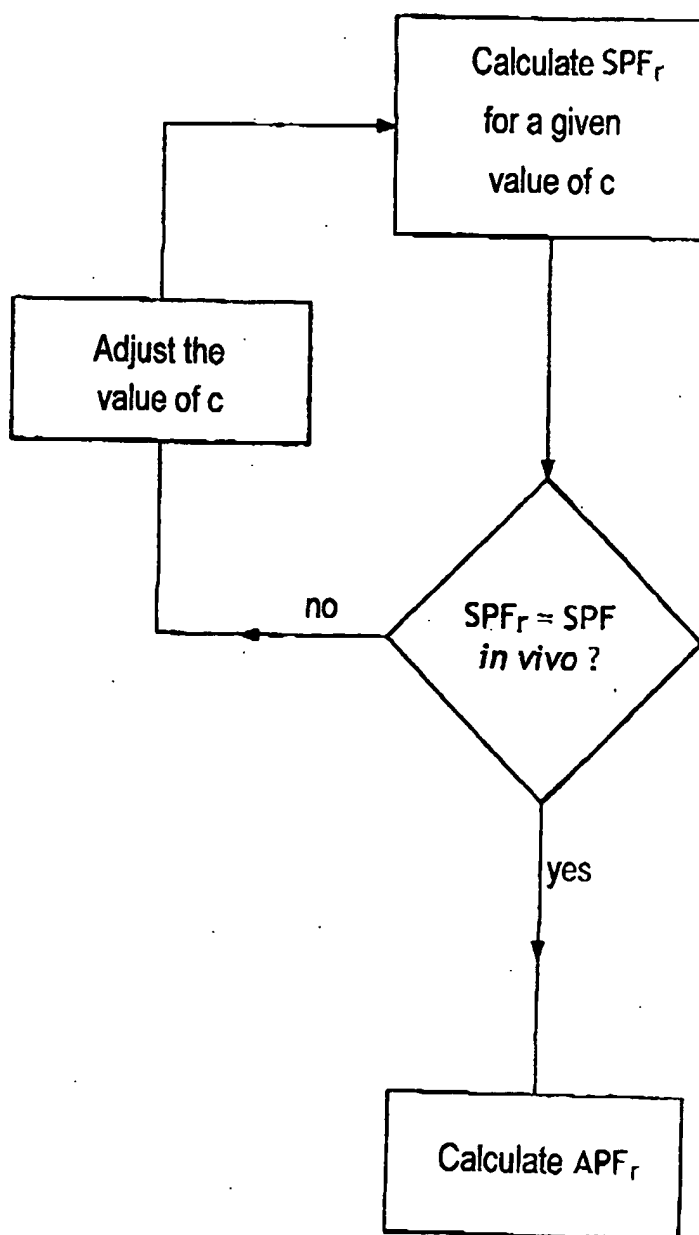 Calculate SPFr
for a given
value of c
Adjust the
value of c
no
SPFr = SPF
in vivo ?
yes
Calculate APFr